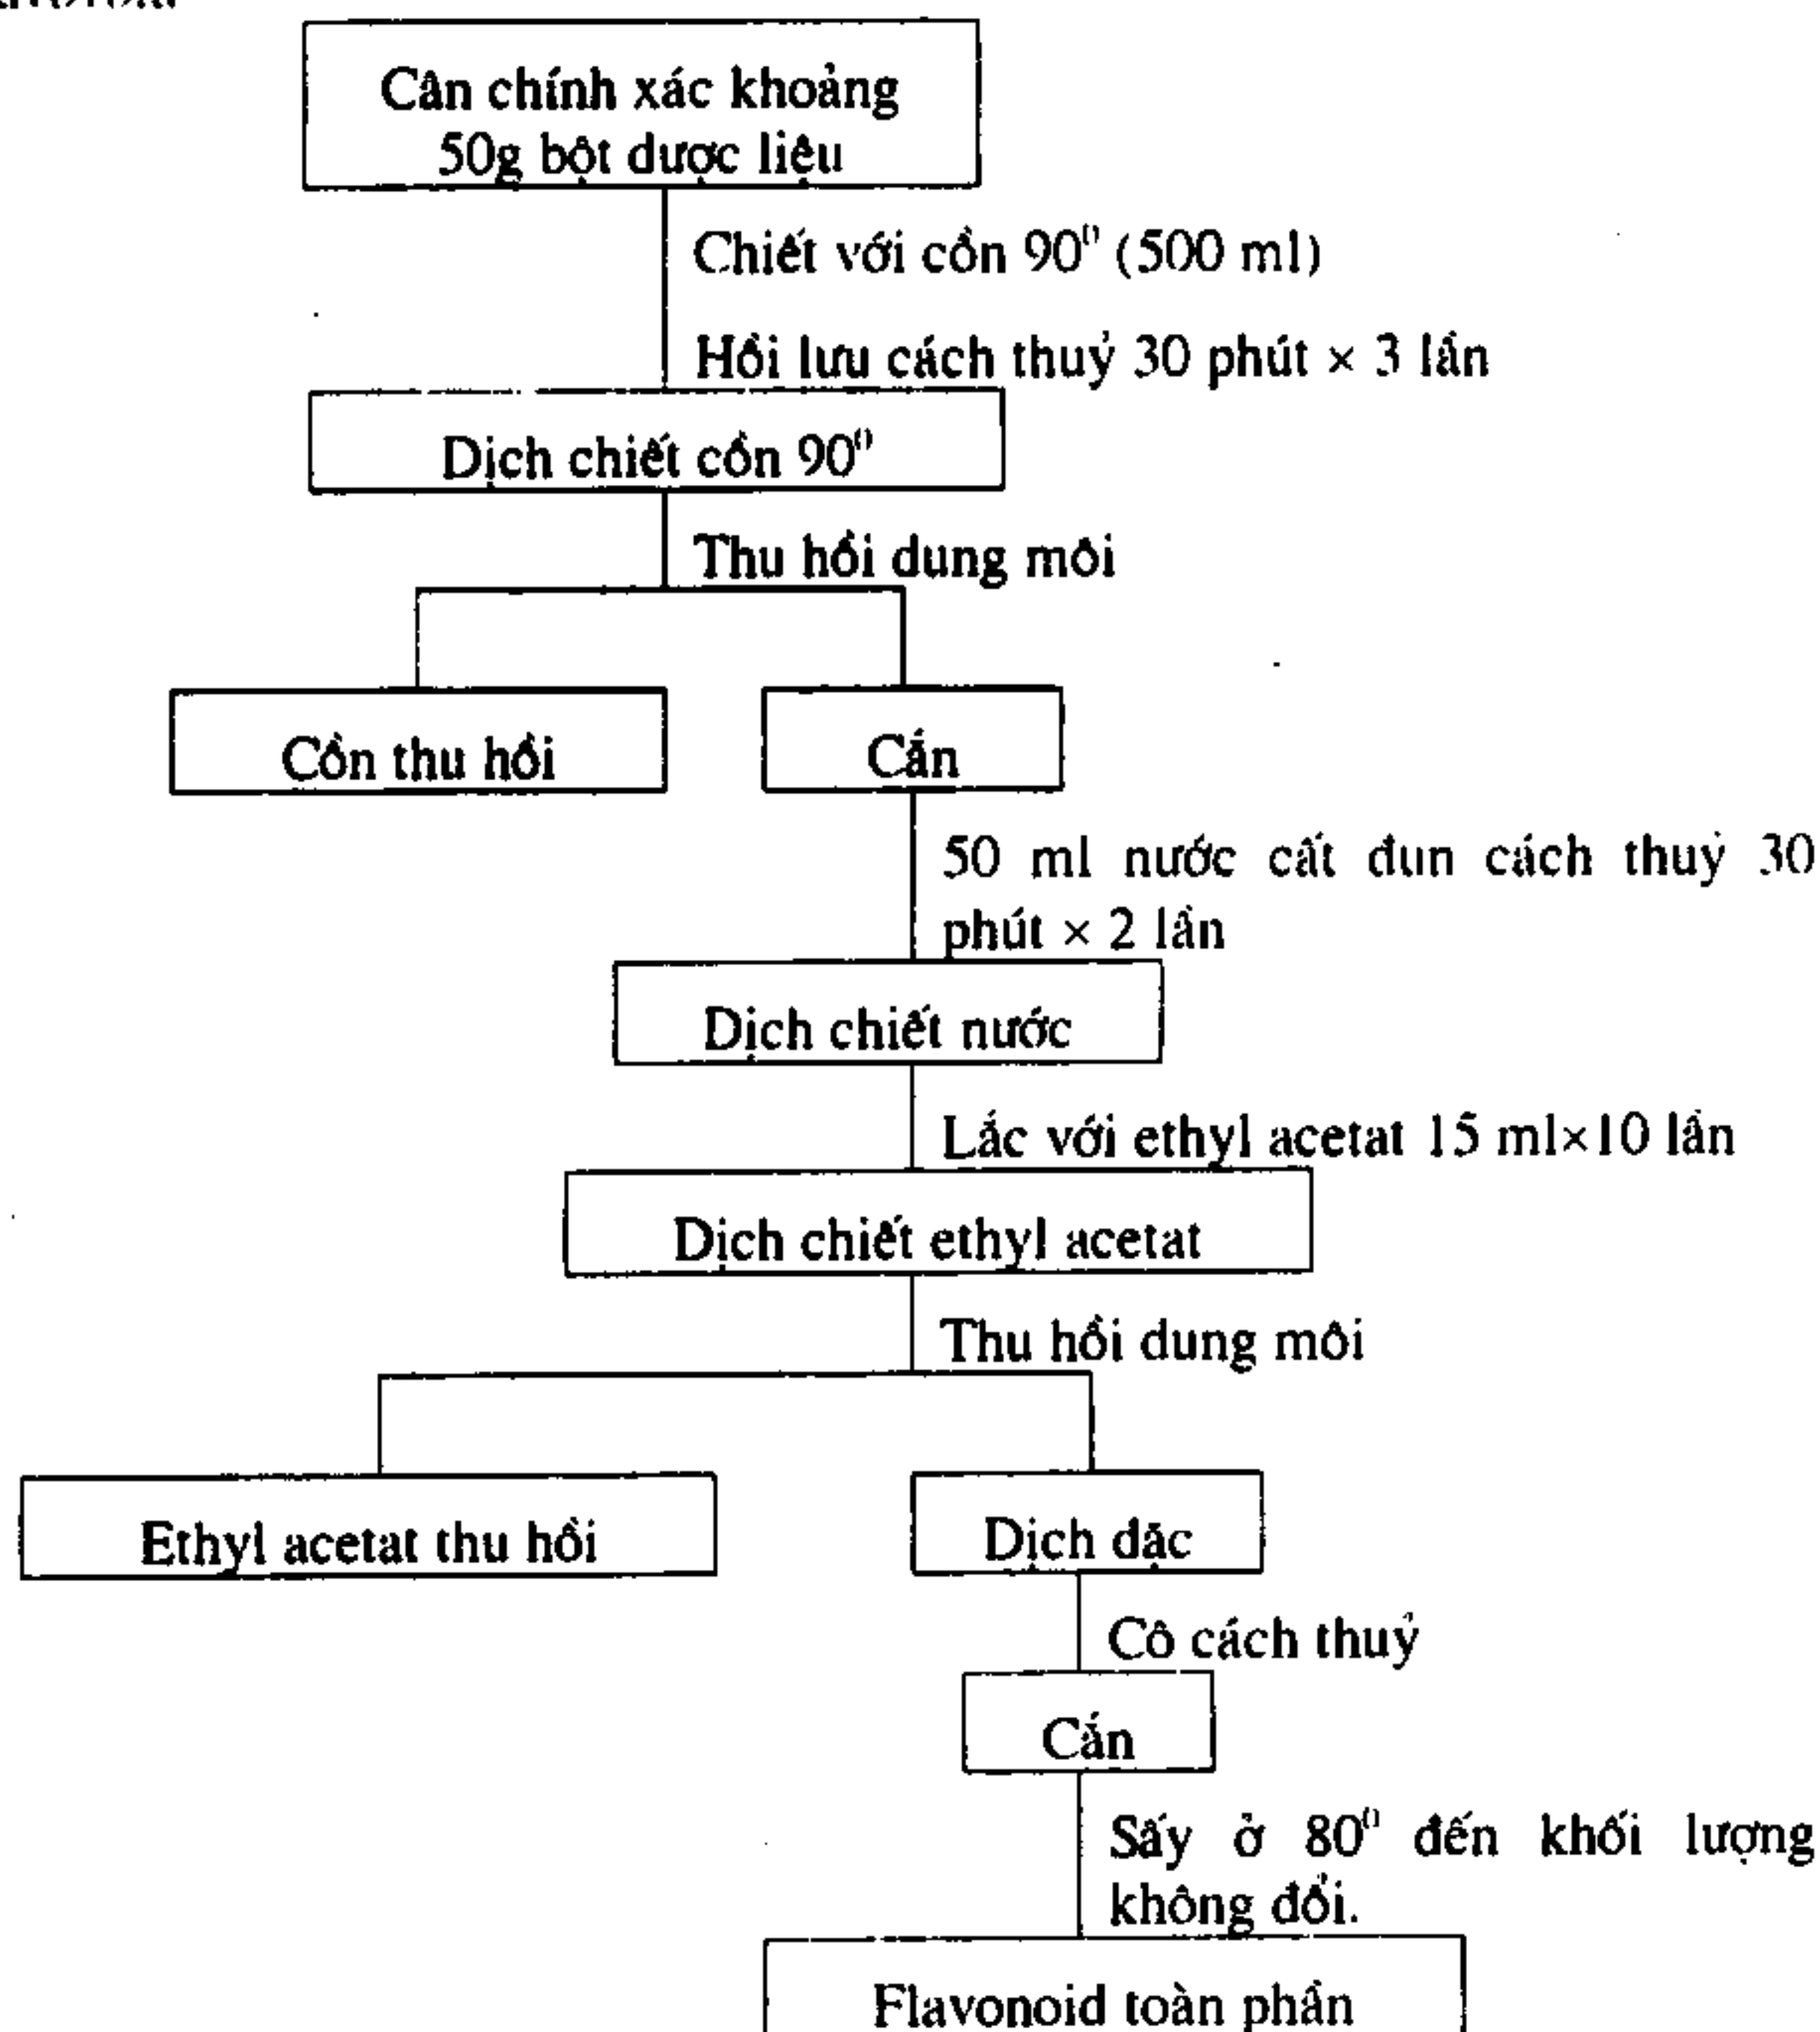 Cân chính xác khoảng
50g bột dược liệu
Chiết với cồn 90⁰ (500 ml)
Hồi lưu cách thuỷ 30 phút × 3 lần
Dịch chiết cồn 90⁰
Thu hồi dung môi
Cồn thu hồi
Cắn
50 ml nước cất đun cách thuỷ 30
phút × 2 lần
Dịch chiết nước
Lắc với ethyl acetat 15 ml×10 lần
Dịch chiết ethyl acetat
Thu hồi dung môi
Ethyl acetat thu hồi
Dịch đặc
Cô cách thuỷ
Cắn
Sấy ở 80⁰ đến khối lượng
không đổi.
Flavonoid toàn phần